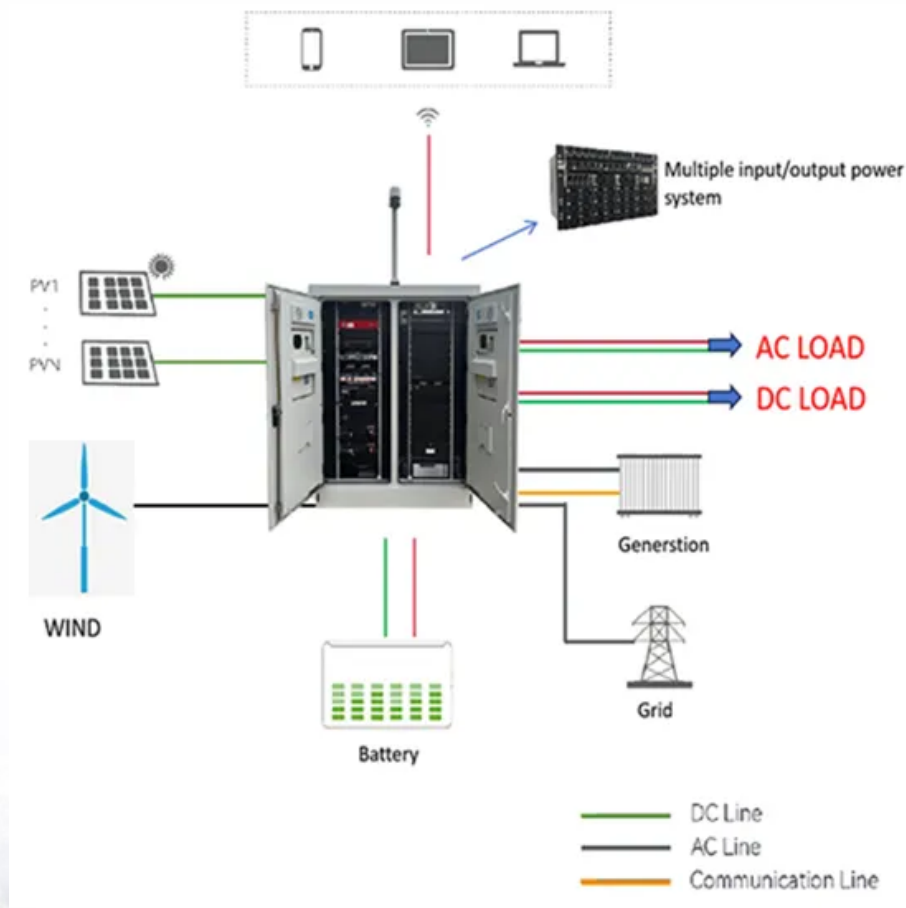 Multiple input/output power
system
PV1
PVN
AC LOAD
DC LOAD
Generstion
WIND
Grid
Battery
DC Line
AC Line
Communication Line